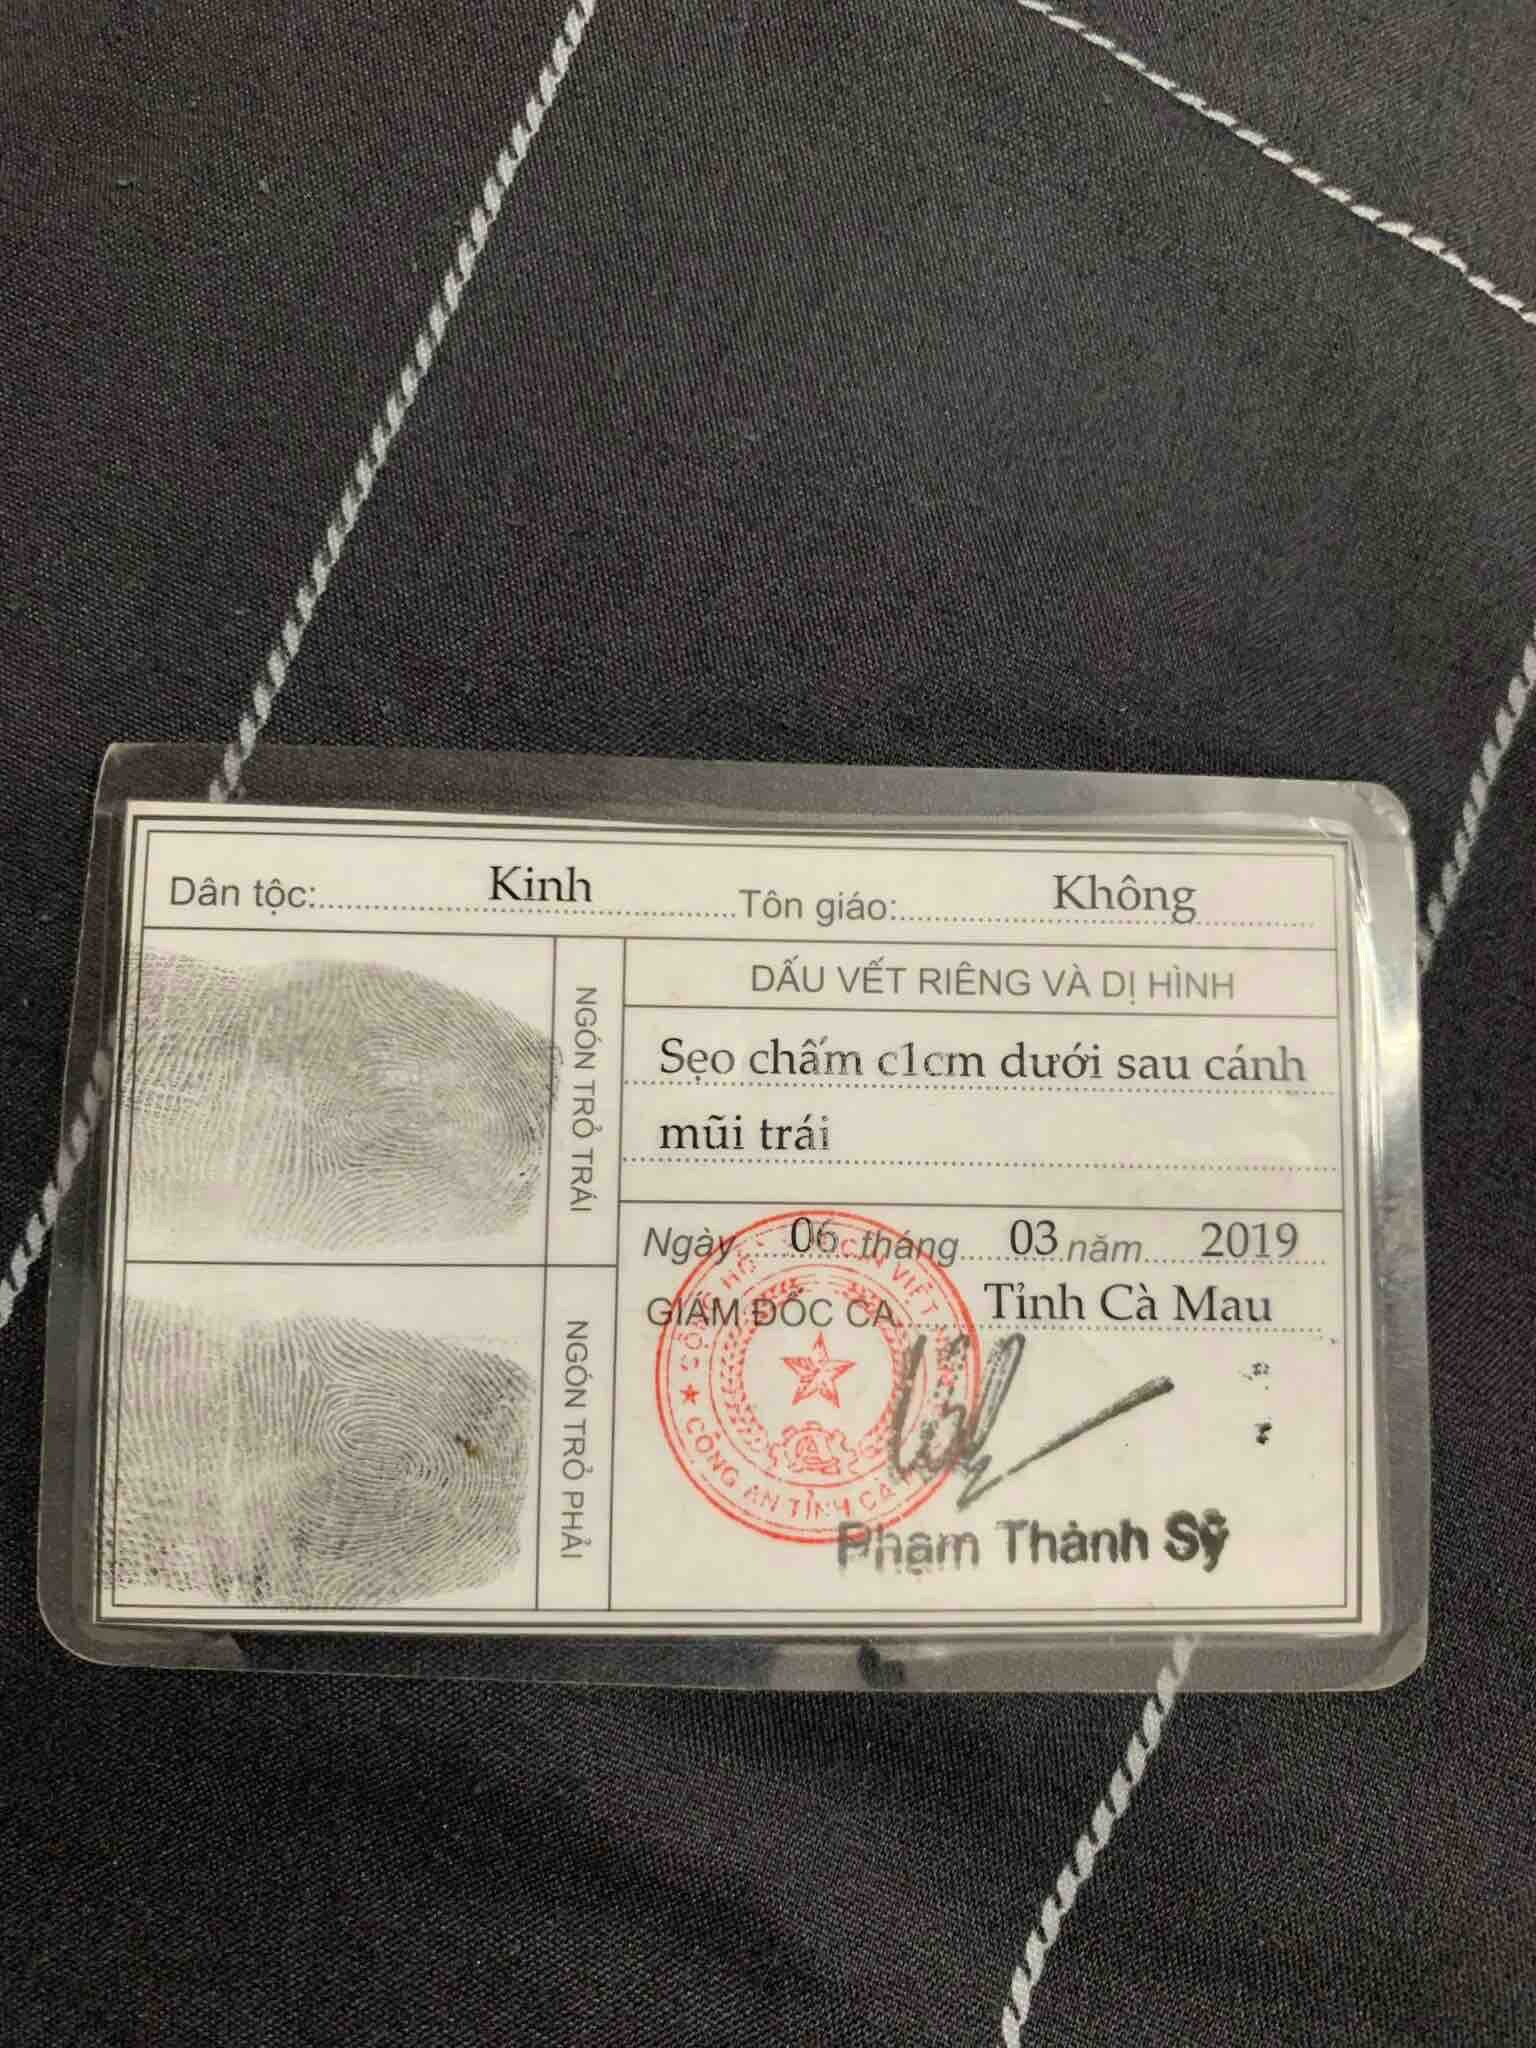 Dân tộc: Kinh Tôn giáo: Không
NGÓN TRỎ TRÁI
DẤU VẾT RIÊNG VÀ DỊ HÌNH
Sẹo chấm c1cm dưới sau cánh
mũi trái
NGÓN TRỎ PHẢI
Ngày 06 tháng 03 năm 2019
GIÁM ĐỐC CA Tỉnh Cà Mau
CÔNG AN TỈNH CÀ
Phạm Thành Sỹ